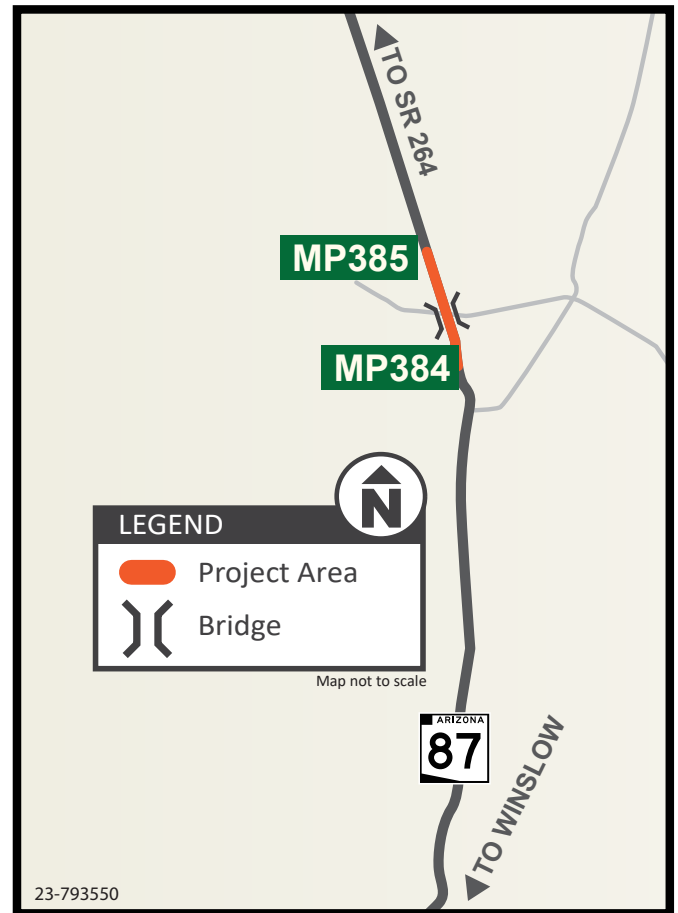 TO SR 264
MP385
MP384
N
LEGEND
Project Area
Bridge
Map not to scale
ARIZONA
87
TO WINSLOW
23-793550